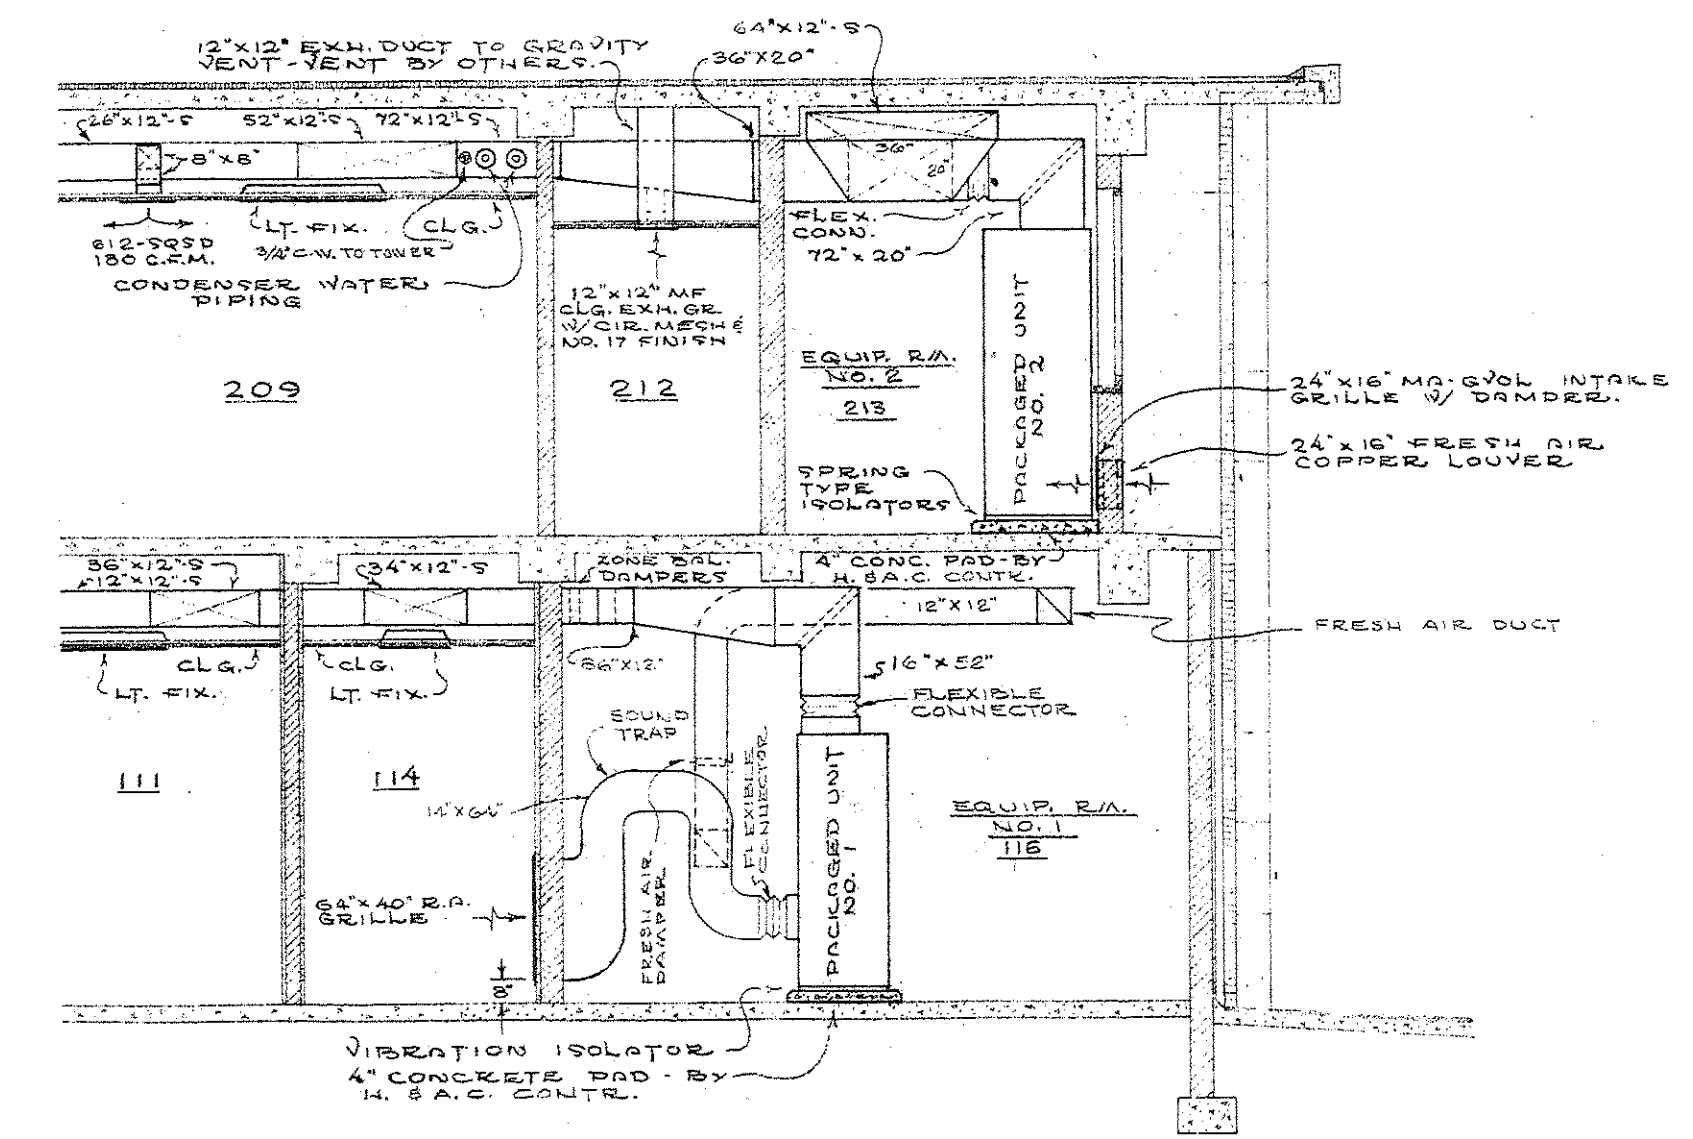 64"X12"-S
12"X12" EXH. DUCT TO GRAVITY
VENT-VENT BY OTHERS.
36"X20"
26"X12"-S
52"X12"-S
72"X12"-S
8"X8"
36"
20"
FLEX.
CONN.
72"X20"
LT. FIX.
CLG.
612-SQSD
180 C.F.M.
3/4" C.W. TO TOWER
CONDENSER WATER
PIPING
12"X12" MF
CLG. EXH. GR.
W/CIR. MESH &
NO. 17 FINISH
PACKAGED UNIT
NO. 2
EQUIP. RM.
NO. 2
213
209
212
24"X16" MA-GVOL INTAKE
GRILLE W/ DAMPER.
24"X16" FRESH AIR
COPPER LOUVER
SPRING
TYPE
ISOLATORS
36"X12"-S
12"X12"-S
34"X12"-S
ZONE BAL.
DAMPERS
4" CONC. PAD-BY
H. & A.C. CONTR.
12"X12"
FRESH AIR DUCT
CLG.
LT. FIX.
CLG.
LT. FIX.
86"X12"
16"X52"
FLEXIBLE
CONNECTOR
SOUND
TRAP
FLEXIBLE
CONNECTOR
PACKAGED UNIT
NO. 1
111
114
14"X64"
EQUIP. RM.
NO. 1
116
64"X40" R.A.
GRILLE
FRESH AIR
DAMPER
8"
VIBRATION ISOLATOR
4" CONCRETE PAD - BY
H. & A.C. CONTR.